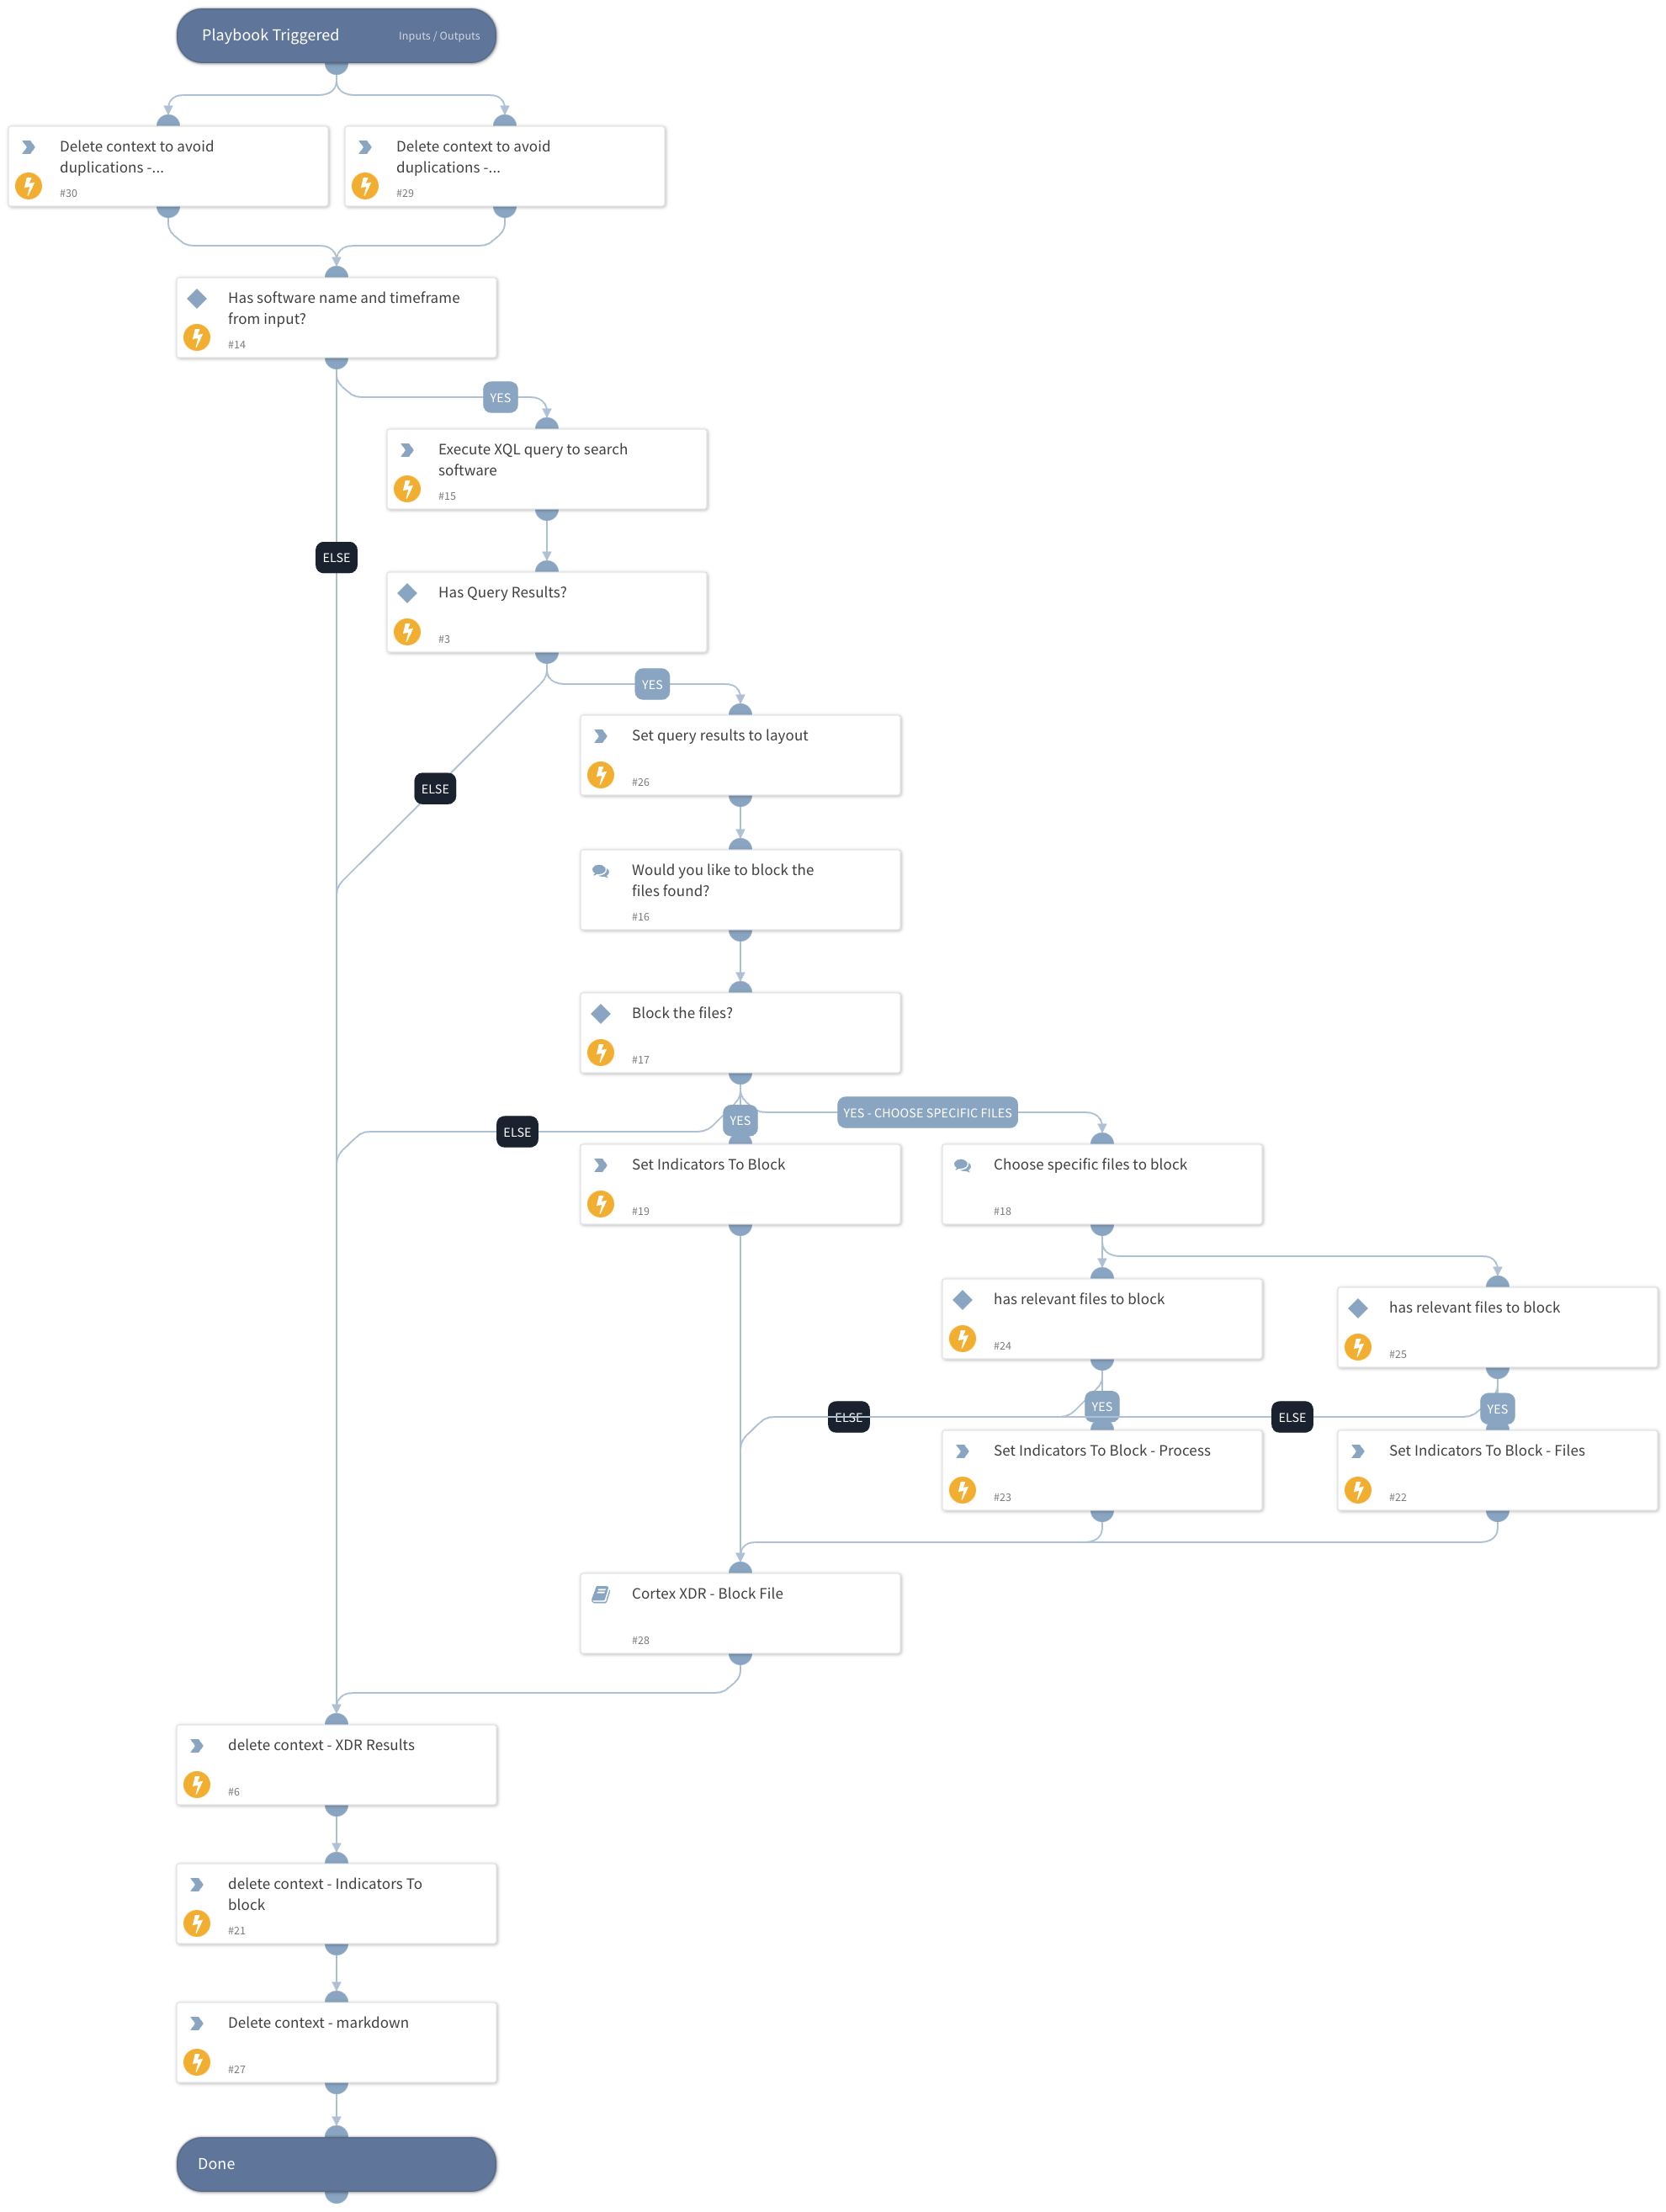 Playbook Triggered
Inputs / Outputs
Delete context to avoid
duplications -...
#30
Delete context to avoid
duplications -...
#29
Has software name and timeframe
from input?
#14
YES
Execute XQL query to search
software
#15
ELSE
Has Query Results?
#3
YES
Set query results to layout
#26
ELSE
Would you like to block the
files found?
#16
Block the files?
#17
YES - CHOOSE SPECIFIC FILES
YES
ELSE
Set Indicators To Block
#19
Choose specific files to block
#18
has relevant files to block
#24
has relevant files to block
#25
YES
YES
ELSE
ELSE
Set Indicators To Block - Process
#23
Set Indicators To Block - Files
#22
Cortex XDR - Block File
#28
delete context - XDR Results
#6
delete context - Indicators To
block
#21
Delete context - markdown
#27
Done